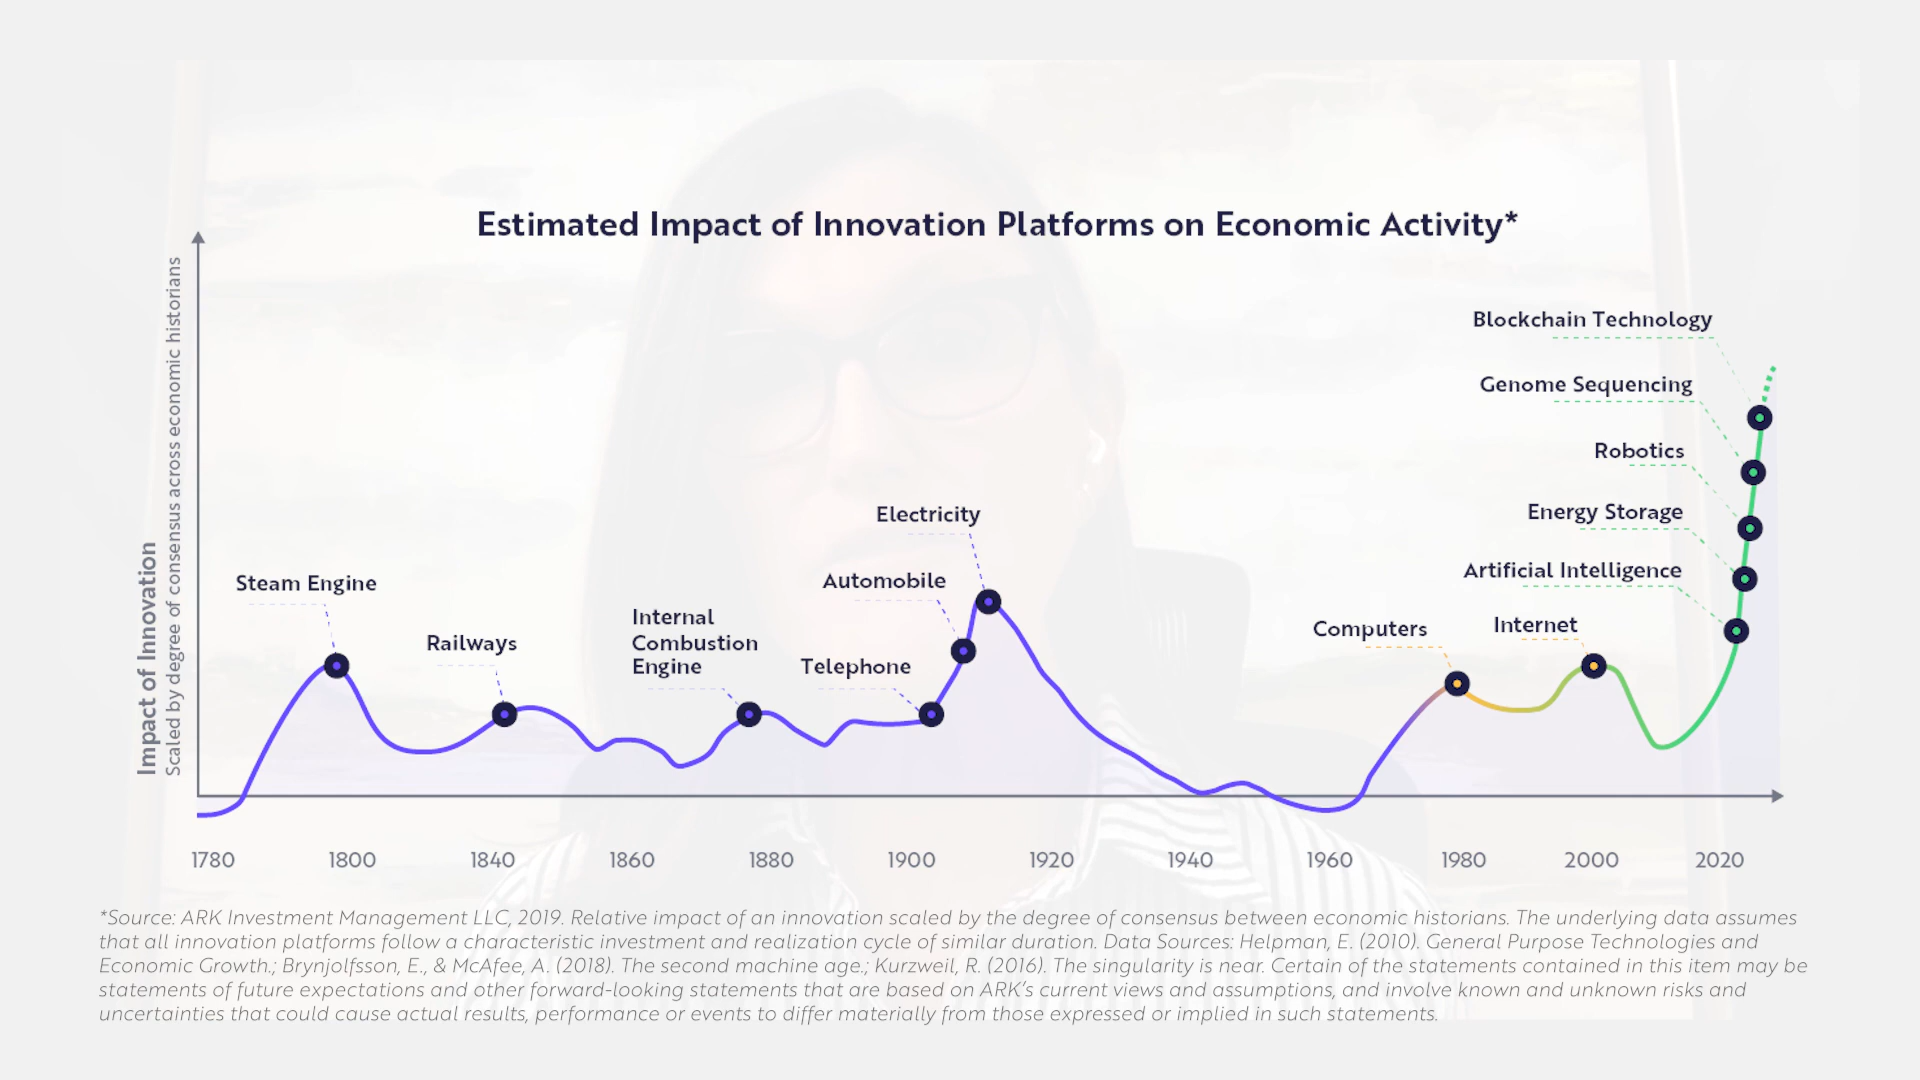 Estimated Impact of Innovation Platforms on Economic Activity*
Impact of Innovation
Scaled by degree of consensus across economic historians
Steam Engine
Railways
Internal
Combustion
Engine
Telephone
Automobile
Electricity
Computers
Internet
Blockchain Technology
Genome Sequencing
Robotics
Energy Storage
Artificial Intelligence
1780 1800 1840 1860 1880 1900 1920 1940 1960 1980 2000 2020
*Source: ARK Investment Management LLC, 2019. Relative impact of an innovation scaled by the degree of consensus between economic historians. The underlying data assumes
that all innovation platforms follow a characteristic investment and realization cycle of similar duration. Data Sources: Helpman, E. (2010). General Purpose Technologies and
Economic Growth.; Brynjolfsson, E., & McAfee, A. (2018). The second machine age.; Kurzweil, R. (2016). The singularity is near. Certain of the statements contained in this item may be
statements of future expectations and other forward-looking statements that are based on ARK's current views and assumptions, and involve known and unknown risks and
uncertainties that could cause actual results, performance or events to differ materially from those expressed or implied in such statements.